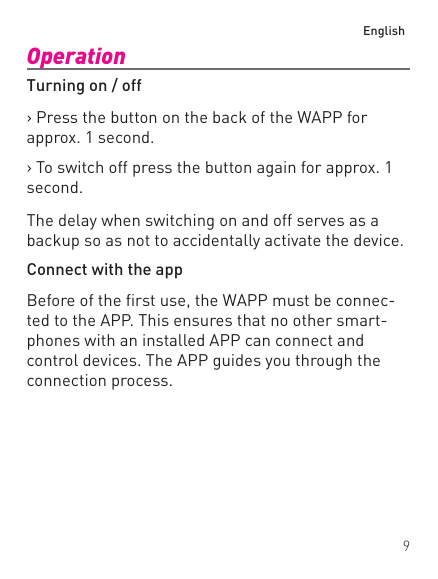 English
Operation
Turning on / off
› Press the button on the back of the WAPP for
approx. 1 second.
› To switch off press the button again for approx. 1
second.
The delay when switching on and off serves as a
backup so as not to accidentally activate the device.
Connect with the app
Before of the first use, the WAPP must be connec-
ted to the APP. This ensures that no other smart-
phones with an installed APP can connect and
control devices. The APP guides you through the
connection process.
9